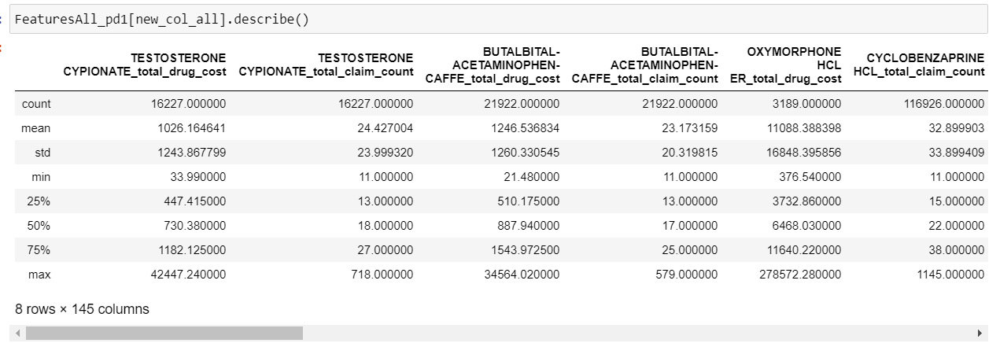 FeaturesAll_pd1[new_col_all].describe()
TESTOSTERONE CYPIONATE_total_drug_cost TESTOSTERONE CYPIONATE_total_claim_count BUTALBITAL-ACETAMINOPHEN-CAFFE_total_drug_cost BUTALBITAL-ACETAMINOPHEN-CAFFE_total_claim_count OXYMORPHONE HCL ER_total_drug_cost CYCLOBENZAPRINE HCL_total_claim_count
count 16227.000000 16227.000000 21922.000000 21922.000000 3189.000000 116926.000000
mean 1026.164641 24.427004 1246.536834 23.173159 11088.388398 32.899903
std 1243.867799 23.999320 1260.330545 20.319815 16848.395856 33.899409
min 33.990000 11.000000 21.480000 11.000000 376.540000 11.000000
25% 447.415000 13.000000 510.175000 13.000000 3732.860000 15.000000
50% 730.380000 18.000000 887.940000 17.000000 6468.030000 22.000000
75% 1182.125000 27.000000 1543.972500 25.000000 11640.220000 38.000000
max 42447.240000 718.000000 34564.020000 579.000000 278572.280000 1145.000000
8 rows × 145 columns